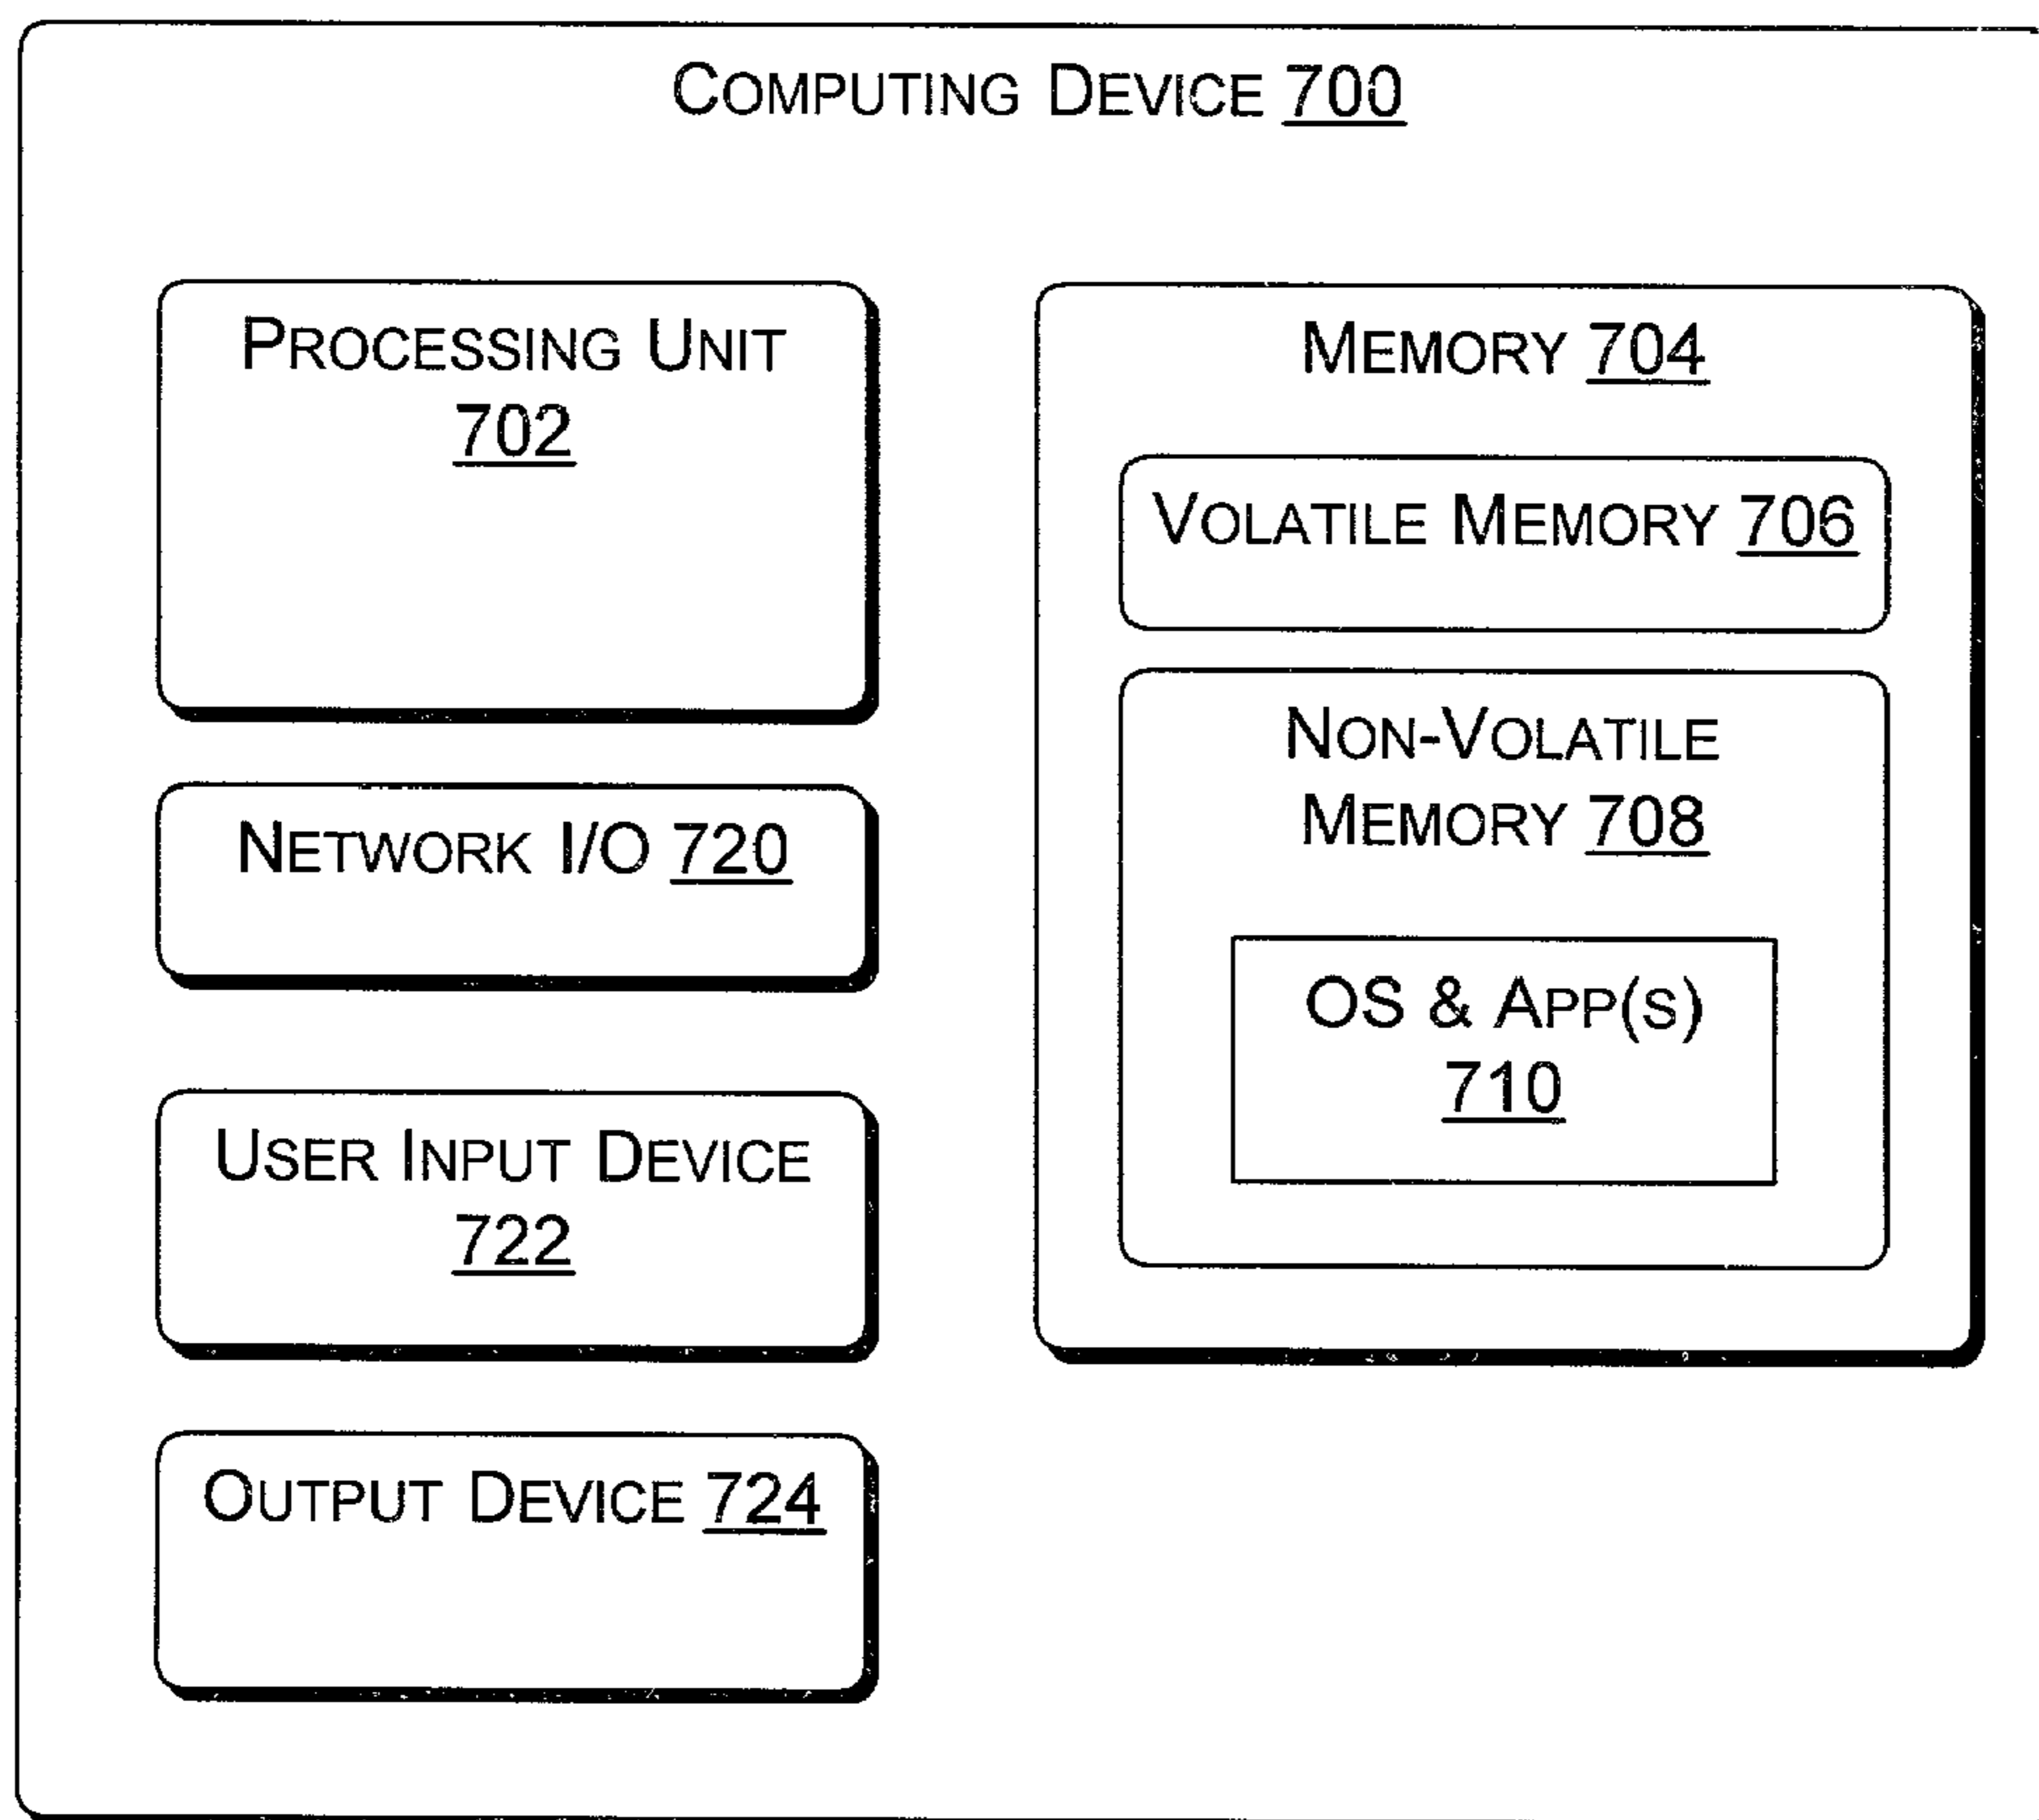 COMPUTING DEVICE 700
PROCESSING UNIT
702
NETWORK I/O 720
USER INPUT DEVICE
722
OUTPUT DEVICE 724
MEMORY 704
VOLATILE MEMORY 706
NON-VOLATILE
MEMORY 708
OS & APP(S)
710